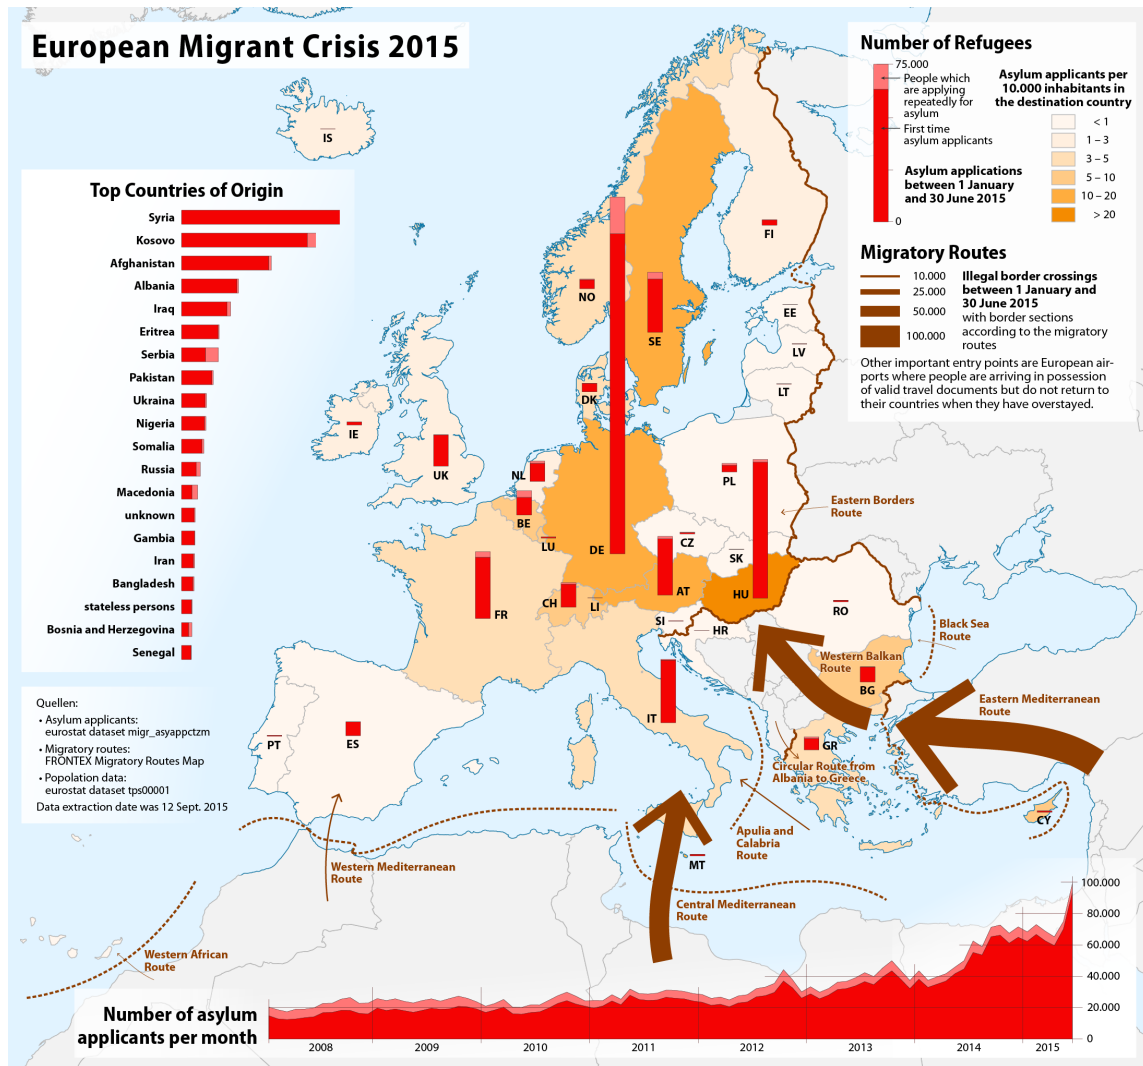 European Migrant Crisis 2015
Number of Refugees
75.000
People which
are applying
repeatedly for
asylum
First time
asylum applicants
Asylum applications
between 1 January
and 30 June 2015
0
Asylum applicants per
10.000 inhabitants in
the destination country
< 1
1 – 3
3 – 5
5 – 10
10 – 20
> 20
Migratory Routes
10.000
25.000
50.000
100.000
Illegal border crossings
between 1 January and
30 June 2015
with border sections
according to the migratory
routes
Other important entry points are European air-
ports where people are arriving in possession
of valid travel documents but do not return to
their countries when they have overstayed.
Top Countries of Origin
Syria
Kosovo
Afghanistan
Albania
Iraq
Eritrea
Serbia
Pakistan
Ukraina
Nigeria
Somalia
Russia
Macedonia
unknown
Gambia
Iran
Bangladesh
stateless persons
Bosnia and Herzegovina
Senegal
IS
FI
NO
SE
EE
LV
LT
DK
IE
UK
NL
BE
LU
PL
CZ
SK
DE
AT
HU
CH
LI
FR
SI
HR
RO
BG
IT
PT
ES
GR
MT
CY
Eastern Borders
Route
Black Sea
Route
Western Balkan
Route
Eastern Mediterranean
Route
Circular Route from
Albania to Greece
Apulia and
Calabria
Route
Central Mediterranean
Route
Western Mediterranean
Route
Western African
Route
Quellen:
• Asylum applicants:
eurostat dataset migr_asyappctzm
• Migratory routes:
FRONTEX Migratory Routes Map
• Popolation data:
eurostat dataset tps00001
Data extraction date was 12 Sept. 2015
Number of asylum
applicants per month
100.000
80.000
60.000
40.000
20.000
0
2008
2009
2010
2011
2012
2013
2014
2015